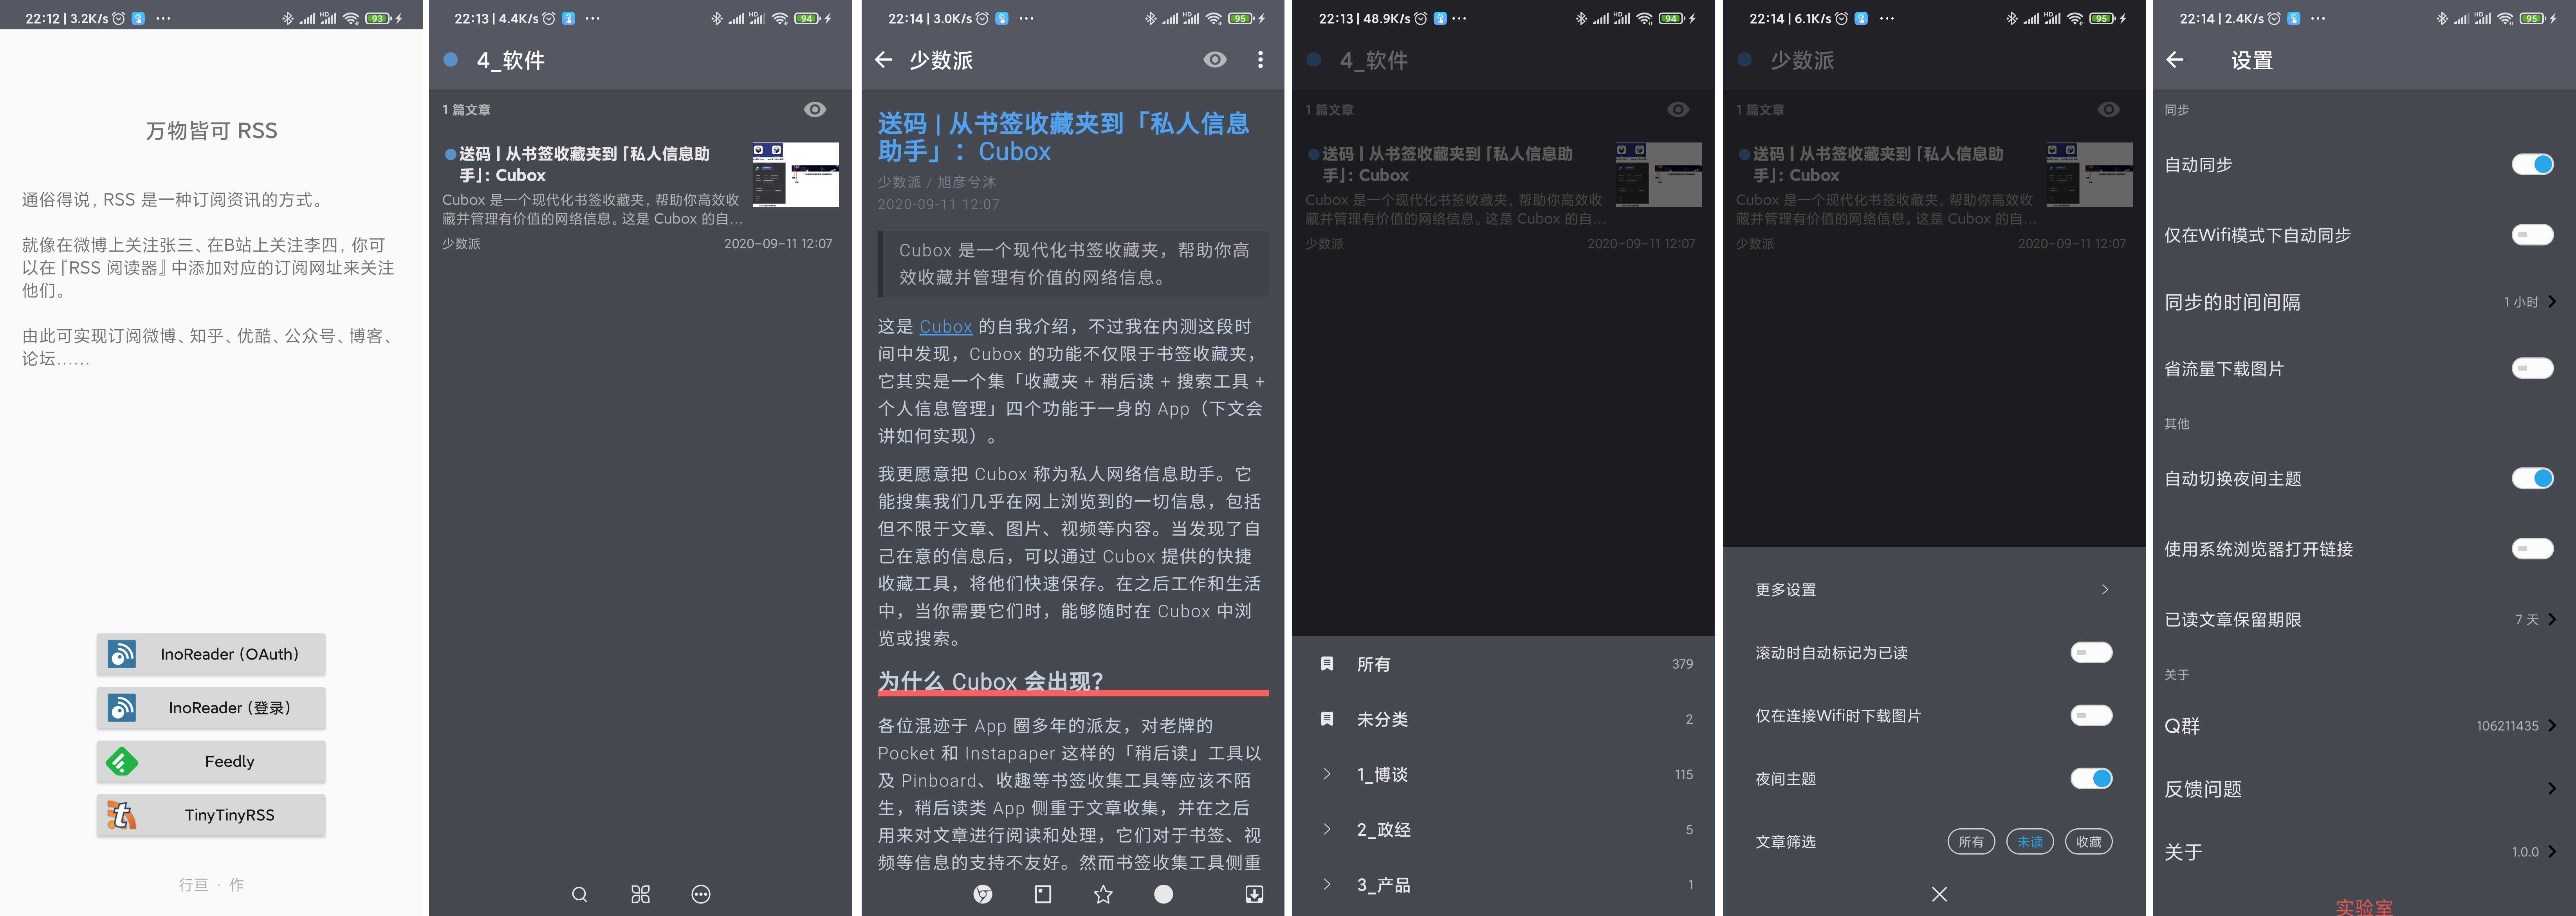 22:12 | 3.2K/s
93
万物皆可 RSS
通俗得说，RSS 是一种订阅资讯的方式。
就像在微博上关注张三、在B站上关注李四，你可
以在『RSS 阅读器』中添加对应的订阅网址来关注
他们。
由此可实现订阅微博、知乎、优酷、公众号、博客、
论坛……
InoReader (OAuth)
InoReader (登录)
Feedly
TinyTinyRSS
行亘 · 作
22:13 | 4.4K/s
HD
94
4_软件
1 篇文章
送码 | 从书签收藏夹到「私人信息助
手」：Cubox
Cubox 是一个现代化书签收藏夹，帮助你高效收
藏并管理有价值的网络信息。这是 Cubox 的自…
少数派
2020-09-11 12:07
22:14 | 3.0K/s
HD
95
少数派
送码 | 从书签收藏夹到「私人信息
助手」：Cubox
少数派 / 旭彦兮沐
2020-09-11 12:07
Cubox 是一个现代化书签收藏夹，帮助你高
效收藏并管理有价值的网络信息。
这是 Cubox 的自我介绍，不过我在内测这段时
间中发现，Cubox 的功能不仅限于书签收藏夹，
它其实是一个集「收藏夹 + 稍后读 + 搜索工具 +
个人信息管理」四个功能于一身的 App（下文会
讲如何实现）。
我更愿意把 Cubox 称为私人网络信息助手。它
能搜集我们几乎在网上浏览到的一切信息，包括
但不限于文章、图片、视频等内容。当发现了自
己在意的信息后，可以通过 Cubox 提供的快捷
收藏工具，将他们快速保存。在之后工作和生活
中，当你需要它们时，能够随时在 Cubox 中浏
览或搜索。
为什么 Cubox 会出现？
各位混迹于 App 圈多年的派友，对老牌的
Pocket 和 Instapaper 这样的「稍后读」工具以
及 Pinboard、收趣等书签收集工具等应该不陌
生，稍后读类 App 侧重于文章收集，并在之后
用来对文章进行阅读和处理，它们对于书签、视
频等信息的支持不友好。然而书签收集工具侧重
22:13 | 48.9K/s
HD
94
4_软件
1 篇文章
送码 | 从书签收藏夹到「私人信息助
手」：Cubox
Cubox 是一个现代化书签收藏夹，帮助你高效收
藏并管理有价值的网络信息。这是 Cubox 的自…
少数派
2020-09-11 12:07
所有
379
未分类
2
1_博谈
115
2_政经
5
3_产品
1
22:14 | 6.1K/s
HD
95
少数派
1 篇文章
送码 | 从书签收藏夹到「私人信息助
手」：Cubox
Cubox 是一个现代化书签收藏夹，帮助你高效收
藏并管理有价值的网络信息。这是 Cubox 的自…
少数派
2020-09-11 12:07
更多设置
滚动时自动标记为已读
仅在连接Wifi时下载图片
夜间主题
文章筛选
所有
未读
收藏
22:14 | 2.4K/s
HD
95
设置
同步
自动同步
仅在Wifi模式下自动同步
同步的时间间隔
1 小时
省流量下载图片
其他
自动切换夜间主题
使用系统浏览器打开链接
已读文章保留期限
7 天
关于
Q群
106211435
反馈问题
关于
1.0.0
实验室